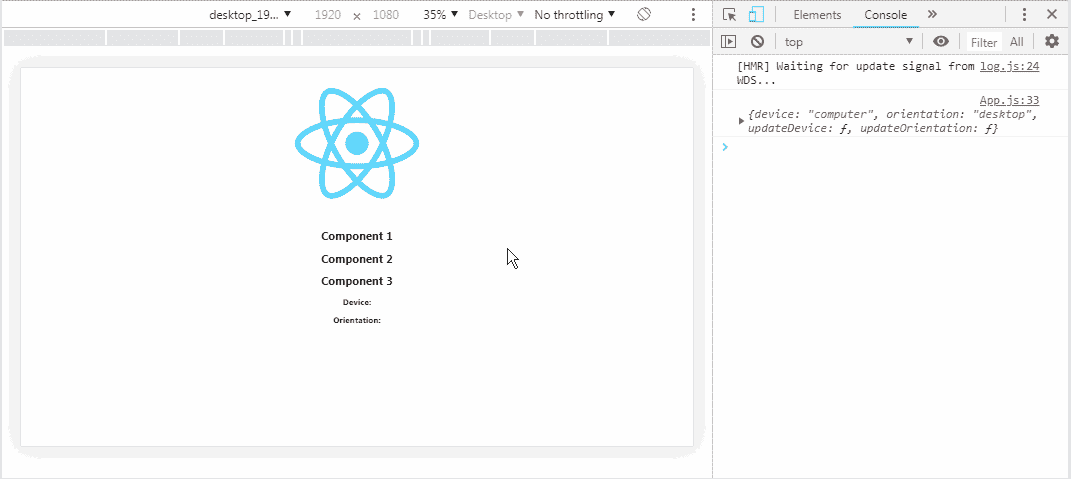 desktop_19... ▼ 1920 × 1080 35% ▼ Desktop ▼ No throttling ▼
Elements Console »
top ▼ Filter All
[HMR] Waiting for update signal from log.js:24
WDS...
App.js:33
{device: "computer", orientation: "desktop",
updateDevice: ƒ, updateOrientation: ƒ}
Component 1
Component 2
Component 3
Device:
Orientation: